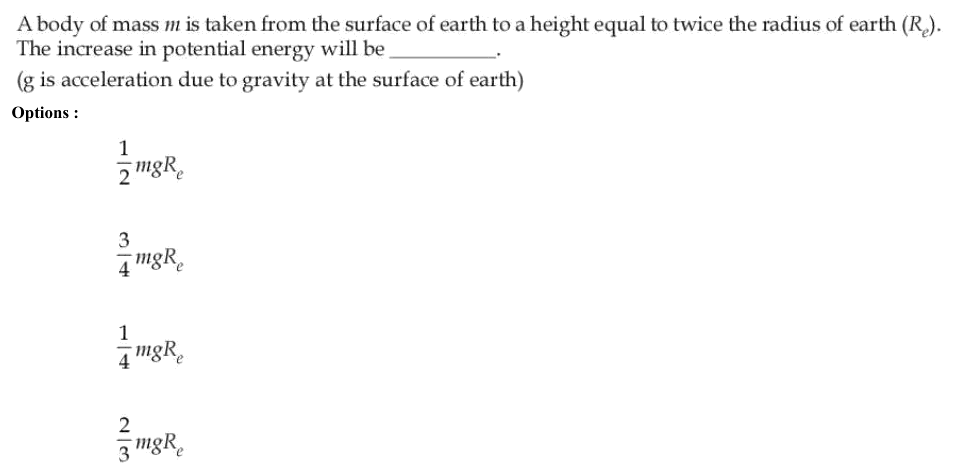 A body of mass m is taken from the surface of earth to a height equal to twice the radius of earth (Rₑ).
The increase in potential energy will be __________.
(g is acceleration due to gravity at the surface of earth)
Options :
1/2 mgRₑ
3/4 mgRₑ
1/4 mgRₑ
2/3 mgRₑ